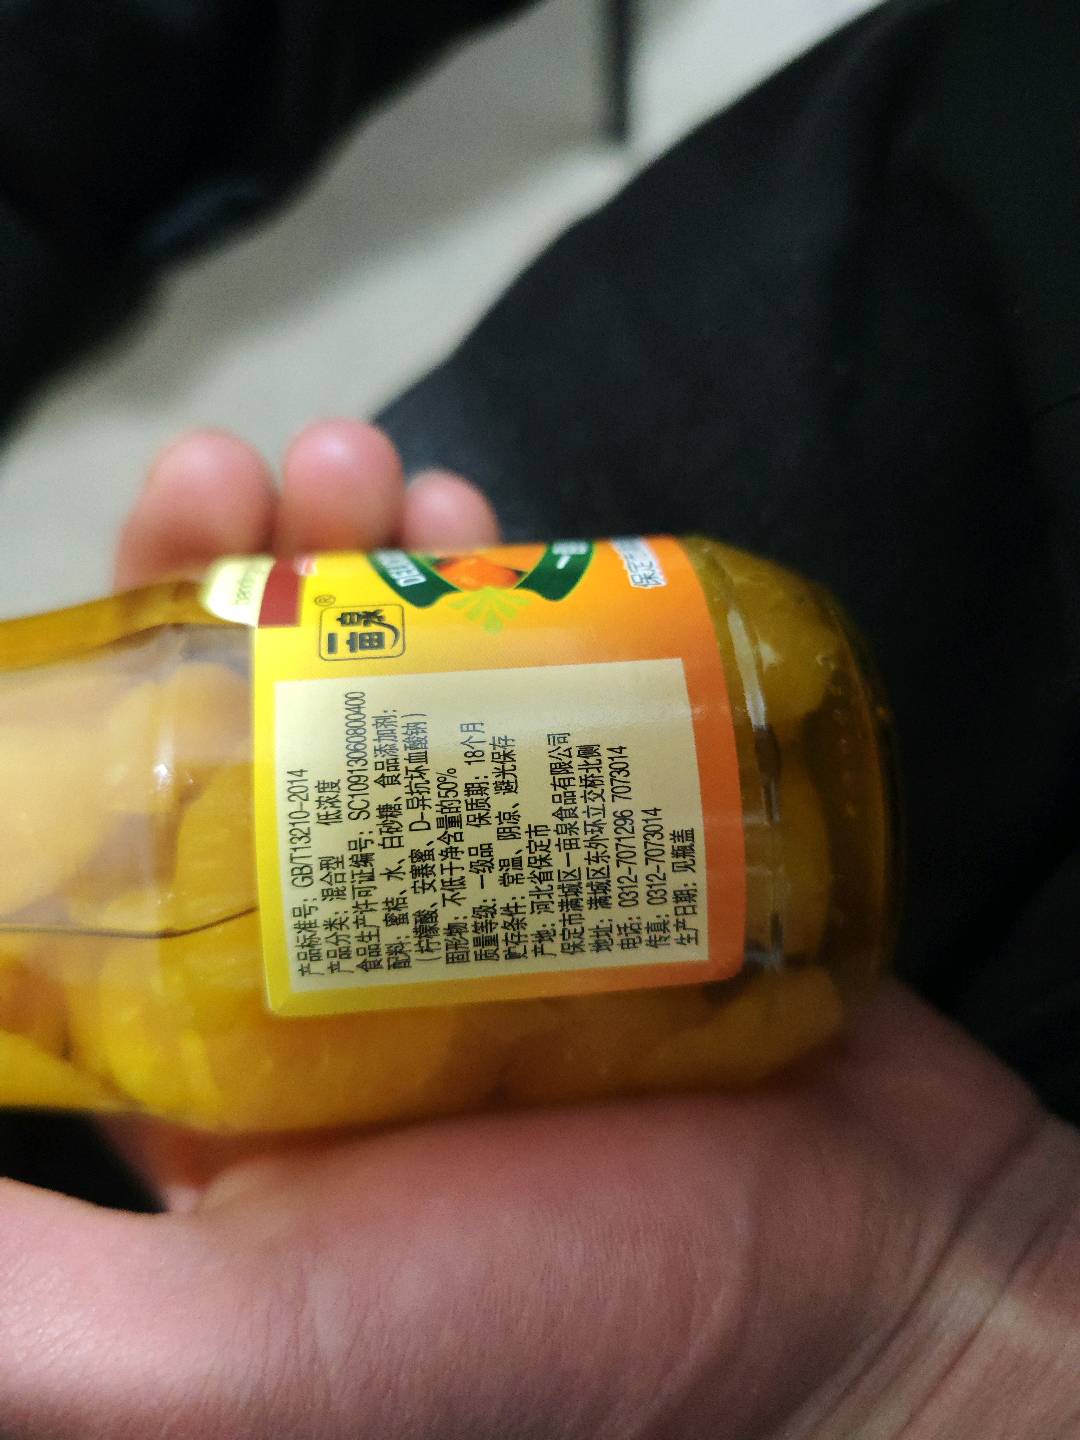 一亩泉®
产品标准号：GB/T13210-2014
产品分类：混合型 低浓度
食品生产许可证编号：SC10913060800400
配料：蜜桔、水、白砂糖、食品添加剂：
（柠檬酸、安赛蜜、D-异抗坏血酸钠）
固形物：不低于净含量的50%
质量等级：一级品 保质期：18个月
贮存条件：常温、阴凉、避光保存
产地：河北省保定市
保定市满城区一亩泉食品有限公司
地址：满城区东外环立交桥北侧
电话：0312-7071296 7073014
传真：0312-7073014
生产日期：见瓶盖